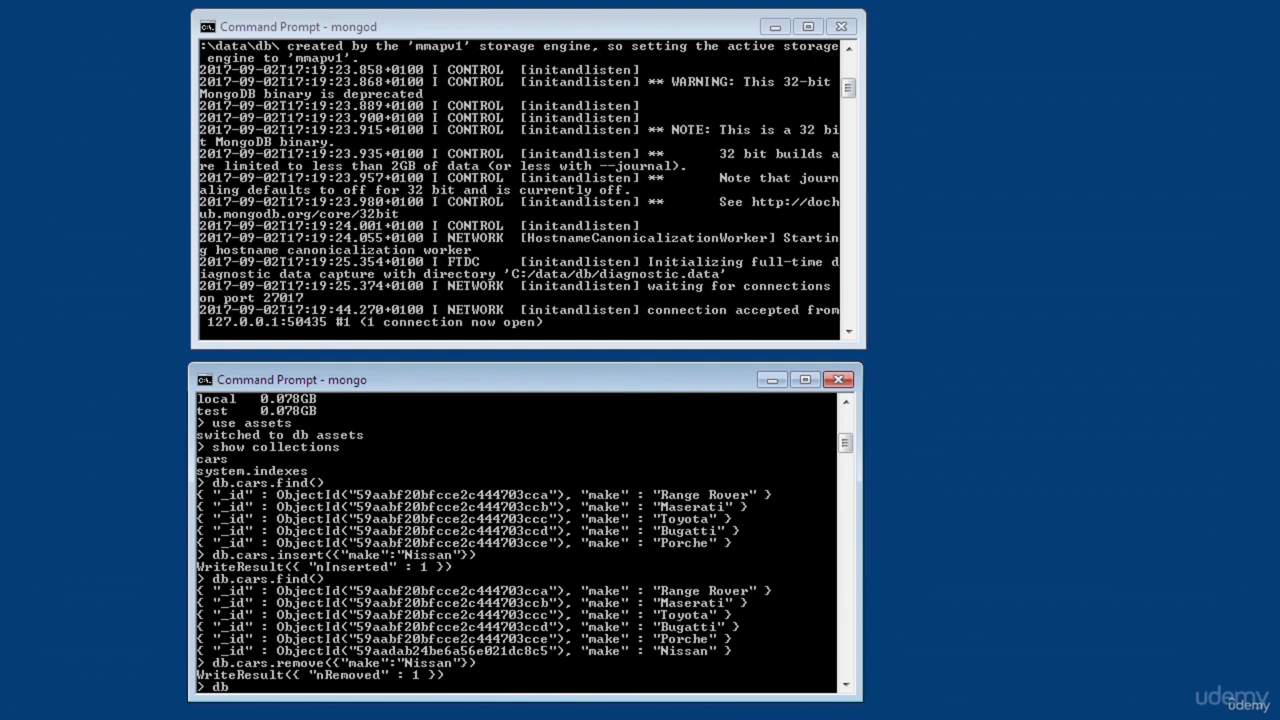 Command Prompt - mongod
:\data\db\ created by the 'mmapv1' storage engine, so setting the active storage
 engine to 'mmapv1'.
2017-09-02T17:19:23.858+0100 I CONTROL  [initandlisten]
2017-09-02T17:19:23.868+0100 I CONTROL  [initandlisten] ** WARNING: This 32-bit
MongoDB binary is deprecated
2017-09-02T17:19:23.889+0100 I CONTROL  [initandlisten]
2017-09-02T17:19:23.900+0100 I CONTROL  [initandlisten]
2017-09-02T17:19:23.915+0100 I CONTROL  [initandlisten] ** NOTE: This is a 32 bi
t MongoDB binary.
2017-09-02T17:19:23.935+0100 I CONTROL  [initandlisten] **       32 bit builds a
re limited to less than 2GB of data (or less with --journal).
2017-09-02T17:19:23.957+0100 I CONTROL  [initandlisten] **       Note that journ
aling defaults to off for 32 bit and is currently off.
2017-09-02T17:19:23.980+0100 I CONTROL  [initandlisten] **       See http://doch
ub.mongodb.org/core/32bit
2017-09-02T17:19:24.001+0100 I CONTROL  [initandlisten]
2017-09-02T17:19:24.055+0100 I NETWORK  [HostnameCanonicalizationWorker] Startin
g hostname canonicalization worker
2017-09-02T17:19:25.354+0100 I FTDC     [initandlisten] Initializing full-time d
iagnostic data capture with directory 'C:/data/db/diagnostic.data'
2017-09-02T17:19:25.374+0100 I NETWORK  [initandlisten] waiting for connections
on port 27017
2017-09-02T17:19:44.270+0100 I NETWORK  [initandlisten] connection accepted from
 127.0.0.1:50435 #1 (1 connection now open)
Command Prompt - mongo
local   0.078GB
test    0.078GB
> use assets
switched to db assets
> show collections
cars
system.indexes
> db.cars.find()
{ "_id" : ObjectId("59aabf20bfcce2c444703cca"), "make" : "Range Rover" }
{ "_id" : ObjectId("59aabf20bfcce2c444703ccb"), "make" : "Maserati" }
{ "_id" : ObjectId("59aabf20bfcce2c444703ccc"), "make" : "Toyota" }
{ "_id" : ObjectId("59aabf20bfcce2c444703ccd"), "make" : "Bugatti" }
{ "_id" : ObjectId("59aabf20bfcce2c444703cce"), "make" : "Porche" }
> db.cars.insert({"make":"Nissan"})
WriteResult({ "nInserted" : 1 })
> db.cars.find()
{ "_id" : ObjectId("59aabf20bfcce2c444703cca"), "make" : "Range Rover" }
{ "_id" : ObjectId("59aabf20bfcce2c444703ccb"), "make" : "Maserati" }
{ "_id" : ObjectId("59aabf20bfcce2c444703ccc"), "make" : "Toyota" }
{ "_id" : ObjectId("59aabf20bfcce2c444703ccd"), "make" : "Bugatti" }
{ "_id" : ObjectId("59aabf20bfcce2c444703cce"), "make" : "Porche" }
{ "_id" : ObjectId("59aadab24be6a56e021dc8c5"), "make" : "Nissan" }
> db.cars.remove({"make":"Nissan"})
WriteResult({ "nRemoved" : 1 })
> db
udemy
ûdemy